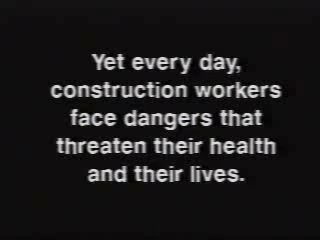 Yet every day,
construction workers
face dangers that
threaten their health
and their lives.